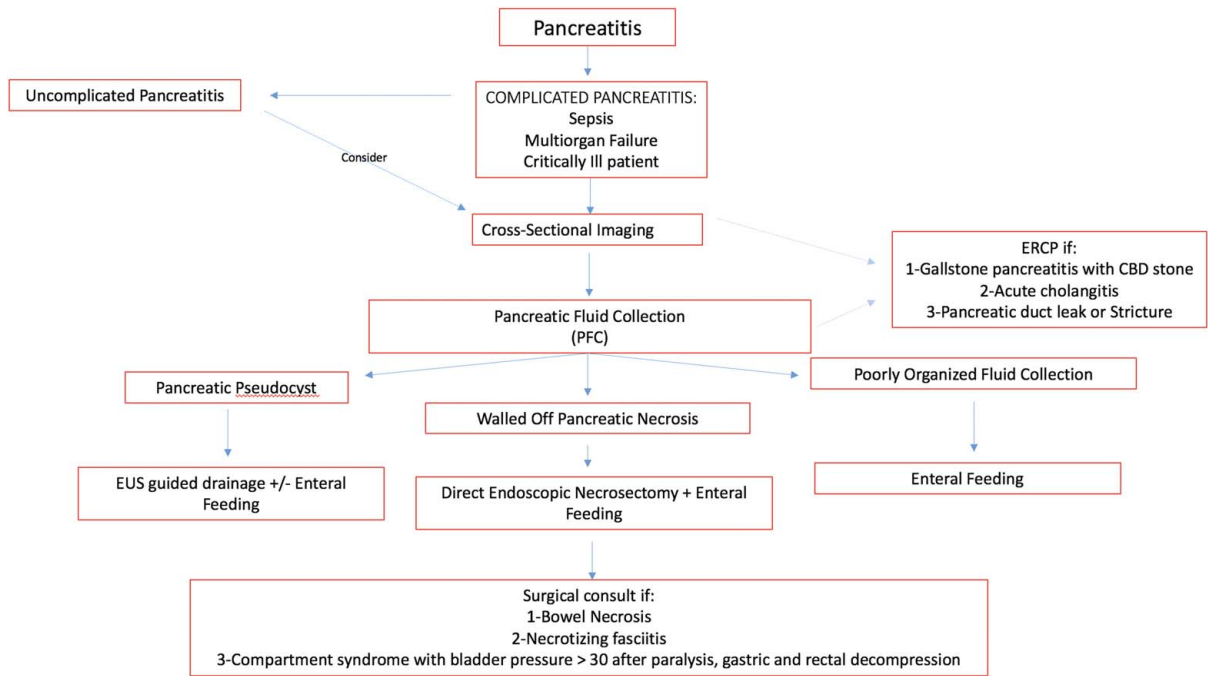 Pancreatitis
Uncomplicated Pancreatitis
COMPLICATED PANCREATITIS:
Sepsis
Multiorgan Failure
Critically Ill patient
Consider
Cross-Sectional Imaging
ERCP if:
1-Gallstone pancreatitis with CBD stone
2-Acute cholangitis
3-Pancreatic duct leak or Stricture
Pancreatic Fluid Collection
(PFC)
Pancreatic Pseudocyst
Walled Off Pancreatic Necrosis
Poorly Organized Fluid Collection
EUS guided drainage +/- Enteral
Feeding
Direct Endoscopic Necrosectomy + Enteral
Feeding
Enteral Feeding
Surgical consult if:
1-Bowel Necrosis
2-Necrotizing fasciitis
3-Compartment syndrome with bladder pressure > 30 after paralysis, gastric and rectal decompression